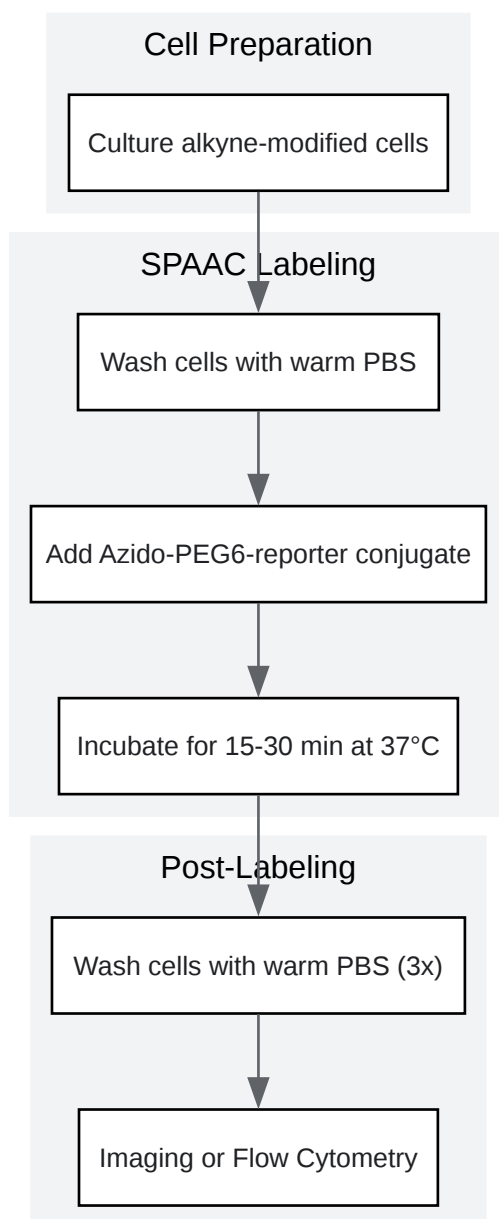 Cell Preparation
Culture alkyne-modified cells
SPAAC Labeling
Wash cells with warm PBS
Add Azido-PEG6-reporter conjugate
Incubate for 15-30 min at 37°C
Post-Labeling
Wash cells with warm PBS (3x)
Imaging or Flow Cytometry